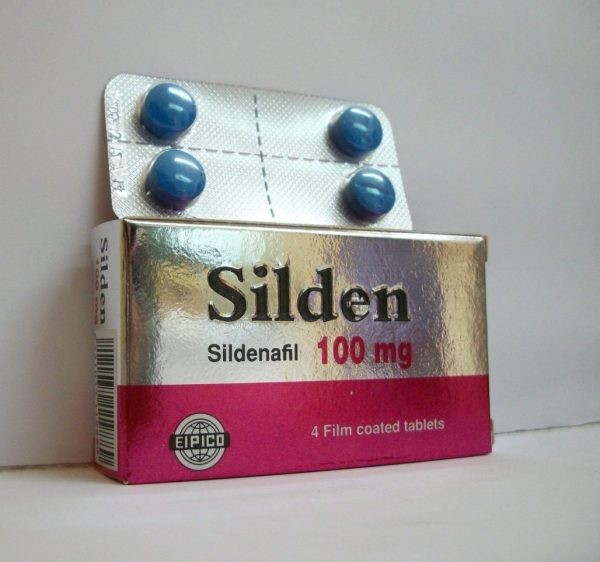 Silden
Sildenafil 100 mg
EIPICO
4 Film coated tablets
Silden
100 mg